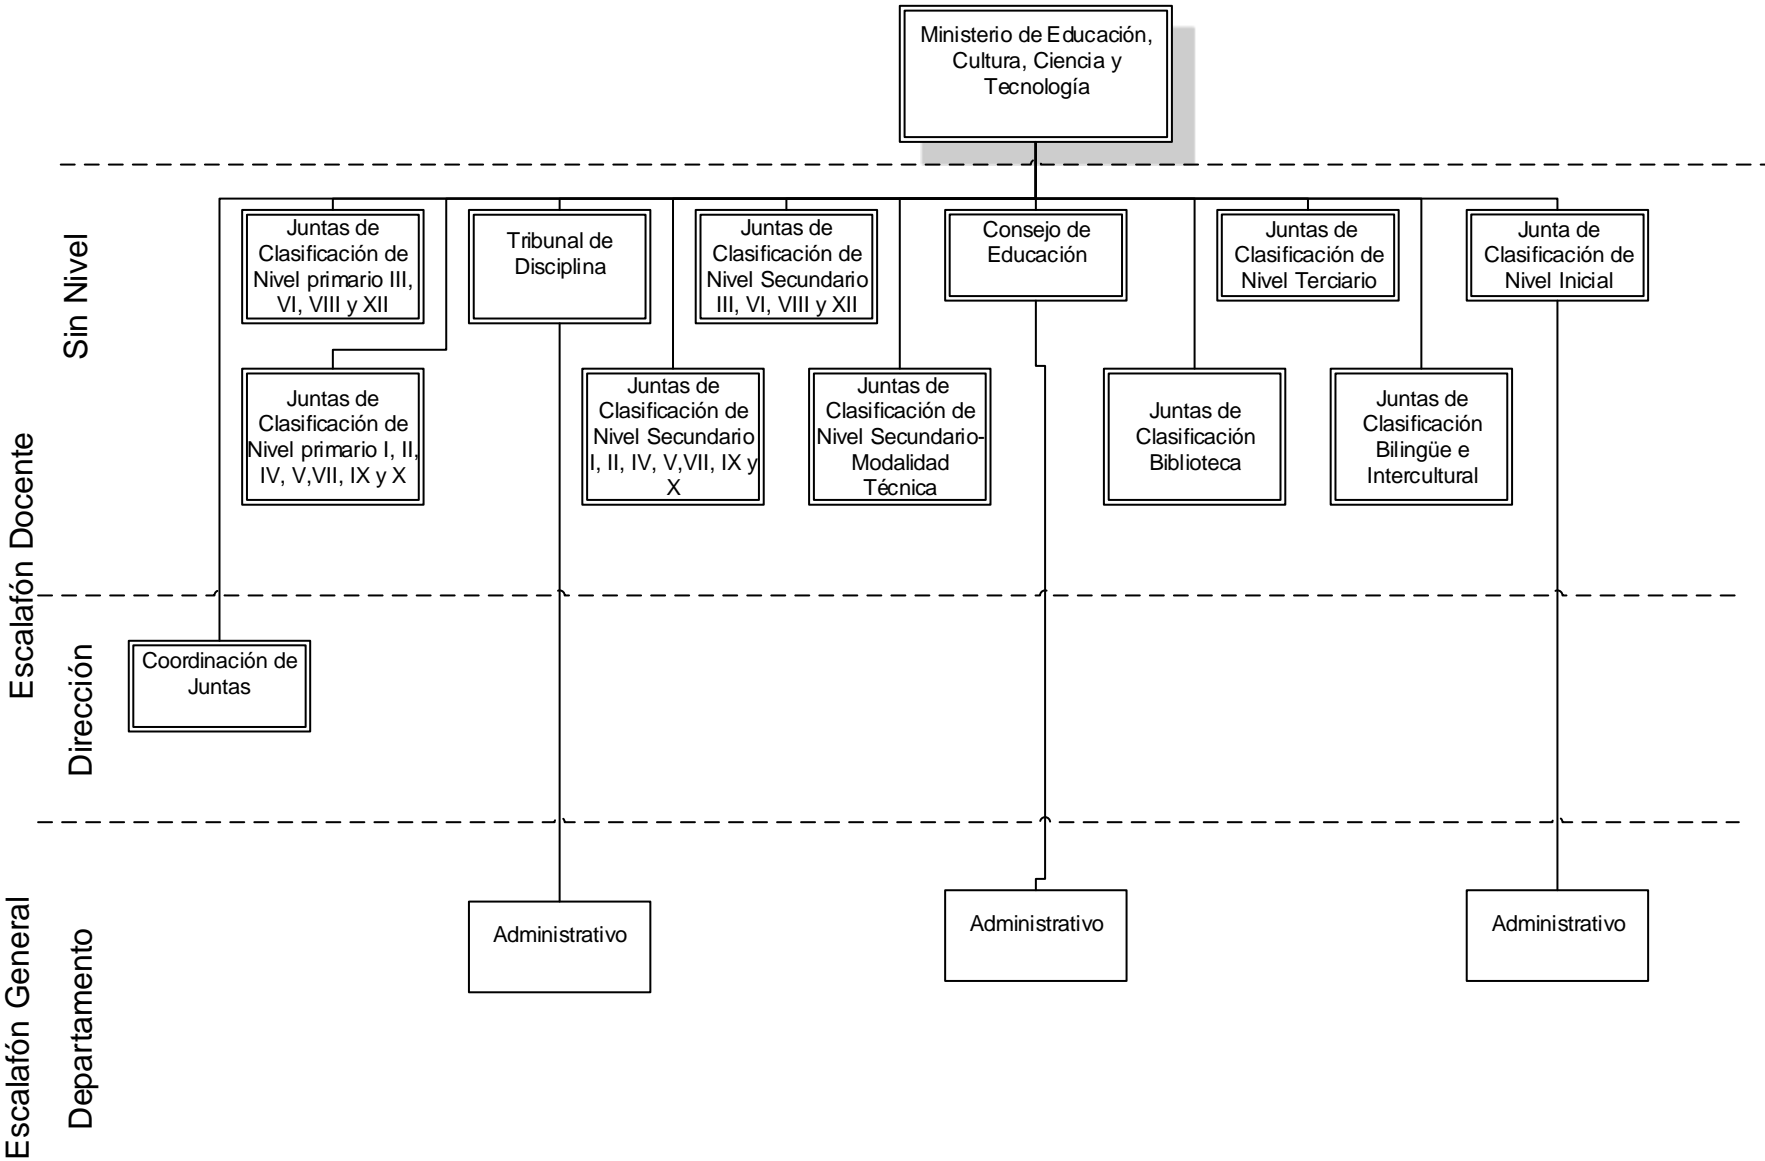 Ministerio de Educación,
Cultura, Ciencia y
Tecnología
Escalafón Docente
Sin Nivel
Juntas de
Clasificación de
Nivel primario III,
VI, VIII y XII
Tribunal de
Disciplina
Juntas de
Clasificación de
Nivel Secundario
III, VI, VIII y XII
Consejo de
Educación
Juntas de
Clasificación de
Nivel Terciario
Junta de
Clasificación de
Nivel Inicial
Juntas de
Clasificación de
Nivel primario I, II,
IV, V,VII, IX y X
Juntas de
Clasificación de
Nivel Secundario
I, II, IV, V,VII, IX y
X
Juntas de
Clasificación de
Nivel Secundario-
Modalidad
Técnica
Juntas de
Clasificación
Biblioteca
Juntas de
Clasificación
Bilingüe e
Intercultural
Dirección
Coordinación de
Juntas
Escalafón General
Departamento
Administrativo
Administrativo
Administrativo